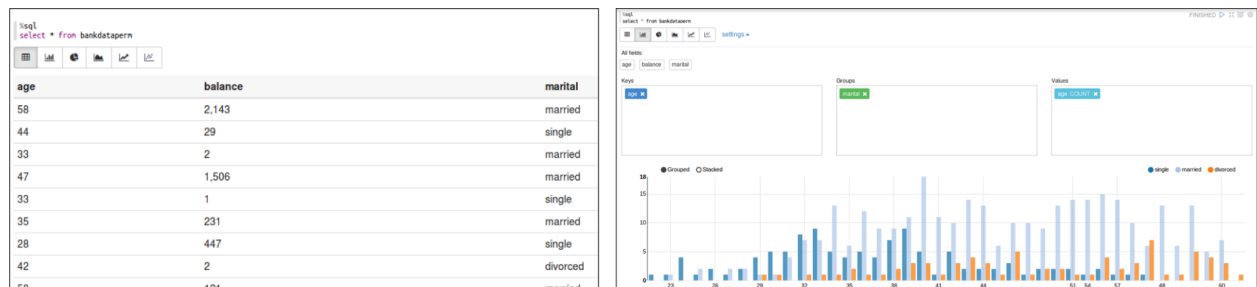 %sql
select * from bankdataperm
age balance marital
58 2,143 married
44 29 single
33 2 married
47 1,506 married
33 1 single
35 231 married
28 447 single
42 2 divorced
%sql
select * from bankdataperm
FINISHED
settings
All fields:
age balance marital
Keys Groups Values
age × marital × age COUNT ×
Grouped Stacked single married divorced
18
15
10
5
0
23 26 29 32 35 38 41 44 51 54 57 48 60